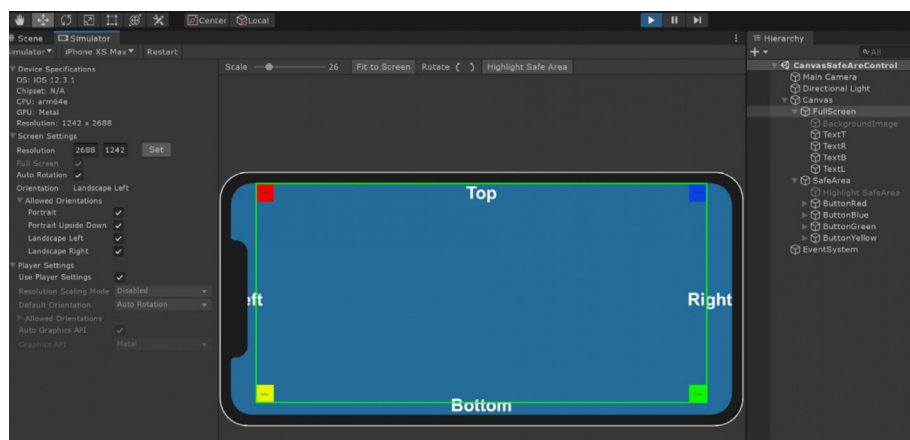 Center Local
# Scene Simulator
Simulator iPhone XS Max Restart
Scale 26 Fit to Screen Rotate Highlight Safe Area
Device Specifications
OS: iOS 12.3.1
Chipset: N/A
CPU: arm64e
GPU: Metal
Resolution: 1242 x 2688
Screen Settings
Resolution 2688 1242 Set
Full Screen
Auto Rotation
Orientation Landscape Left
Allowed Orientations
Portrait
Portrait Upside Down
Landscape Left
Landscape Right
Player Settings
Use Player Settings
Resolution Scaling Mode Disabled
Default Orientation Auto Rotation
Allowed Orientations
Auto Graphics API
Graphics API Metal
Top
eft
Right
Bottom
Hierarchy
+ All
CanvasSafeAreControl
Main Camera
Directional Light
Canvas
FullScreen
BackgroundImage
TextT
TextR
TextB
TextL
SafeArea
Highlight SafeArea
ButtonRed
ButtonBlue
ButtonGreen
ButtonYellow
EventSystem